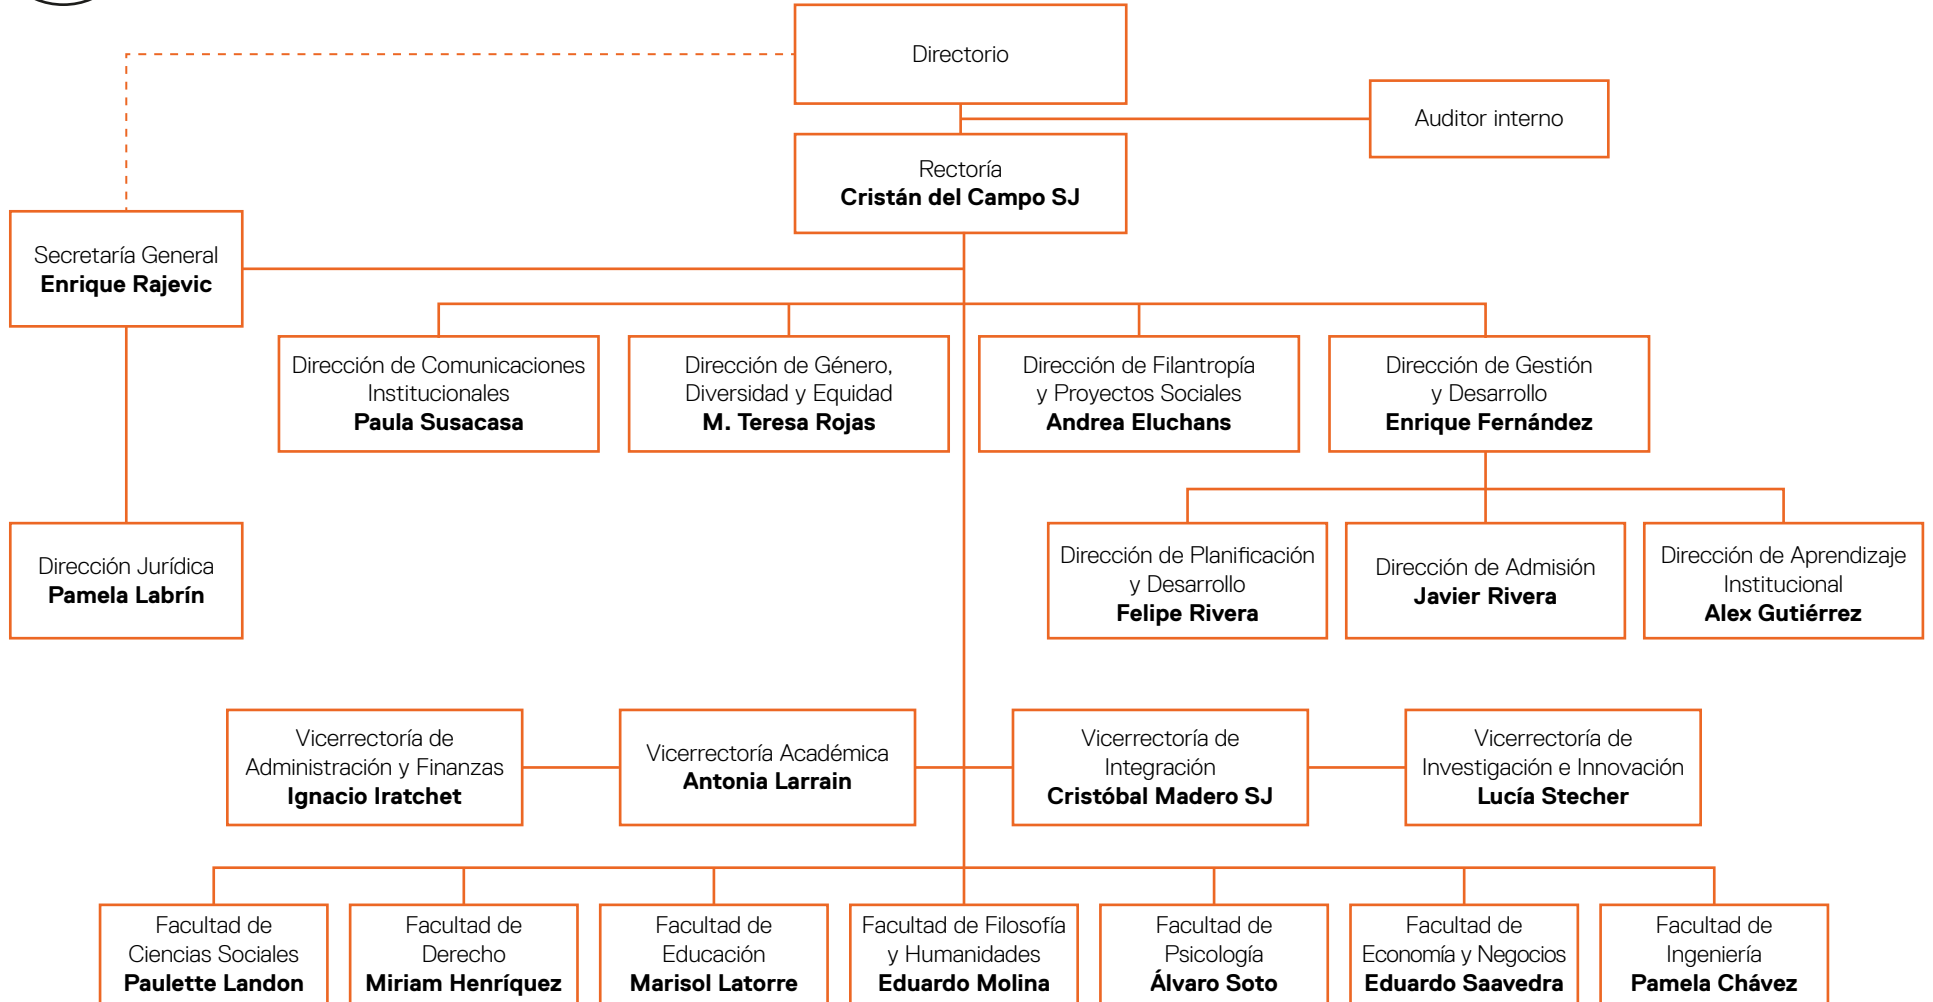 Directorio
Auditor interno
Rectoría
Cristán del Campo SJ
Secretaría General
Enrique Rajevic
Dirección de Comunicaciones
Institucionales
Paula Susacasa
Dirección de Género,
Diversidad y Equidad
M. Teresa Rojas
Dirección de Filantropía
y Proyectos Sociales
Andrea Eluchans
Dirección de Gestión
y Desarrollo
Enrique Fernández
Dirección Jurídica
Pamela Labrín
Dirección de Planificación
y Desarrollo
Felipe Rivera
Dirección de Admisión
Javier Rivera
Dirección de Aprendizaje
Institucional
Alex Gutiérrez
Vicerrectoría de
Administración y Finanzas
Ignacio Iratchet
Vicerrectoría Académica
Antonia Larrain
Vicerrectoría de
Integración
Cristóbal Madero SJ
Vicerrectoría de
Investigación e Innovación
Lucía Stecher
Facultad de
Ciencias Sociales
Paulette Landon
Facultad de
Derecho
Miriam Henríquez
Facultad de
Educación
Marisol Latorre
Facultad de Filosofía
y Humanidades
Eduardo Molina
Facultad de
Psicología
Álvaro Soto
Facultad de
Economía y Negocios
Eduardo Saavedra
Facultad de
Ingeniería
Pamela Chávez